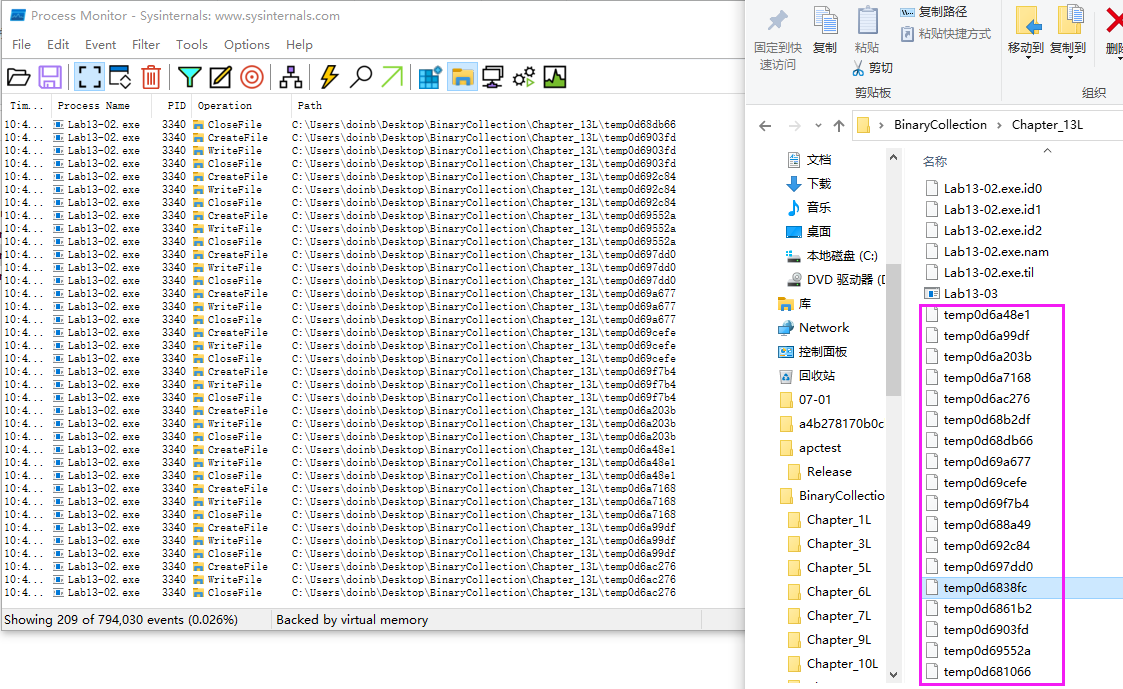 Process Monitor - Sysinternals: www.sysinternals.com
File Edit Event Filter Tools Options Help
Tim... Process Name PID Operation Path
10:4... Lab13-02.exe 3340 CloseFile C:\Users\doinb\Desktop\BinaryCollection\Chapter_13L\temp0d68db66
10:4... Lab13-02.exe 3340 CreateFile C:\Users\doinb\Desktop\BinaryCollection\Chapter_13L\temp0d6903fd
10:4... Lab13-02.exe 3340 WriteFile C:\Users\doinb\Desktop\BinaryCollection\Chapter_13L\temp0d6903fd
10:4... Lab13-02.exe 3340 CloseFile C:\Users\doinb\Desktop\BinaryCollection\Chapter_13L\temp0d6903fd
10:4... Lab13-02.exe 3340 CreateFile C:\Users\doinb\Desktop\BinaryCollection\Chapter_13L\temp0d692c84
10:4... Lab13-02.exe 3340 WriteFile C:\Users\doinb\Desktop\BinaryCollection\Chapter_13L\temp0d692c84
10:4... Lab13-02.exe 3340 CloseFile C:\Users\doinb\Desktop\BinaryCollection\Chapter_13L\temp0d692c84
10:4... Lab13-02.exe 3340 CreateFile C:\Users\doinb\Desktop\BinaryCollection\Chapter_13L\temp0d69552a
10:4... Lab13-02.exe 3340 WriteFile C:\Users\doinb\Desktop\BinaryCollection\Chapter_13L\temp0d69552a
10:4... Lab13-02.exe 3340 CloseFile C:\Users\doinb\Desktop\BinaryCollection\Chapter_13L\temp0d69552a
10:4... Lab13-02.exe 3340 CreateFile C:\Users\doinb\Desktop\BinaryCollection\Chapter_13L\temp0d697dd0
10:4... Lab13-02.exe 3340 WriteFile C:\Users\doinb\Desktop\BinaryCollection\Chapter_13L\temp0d697dd0
10:4... Lab13-02.exe 3340 CloseFile C:\Users\doinb\Desktop\BinaryCollection\Chapter_13L\temp0d697dd0
10:4... Lab13-02.exe 3340 CreateFile C:\Users\doinb\Desktop\BinaryCollection\Chapter_13L\temp0d69a677
10:4... Lab13-02.exe 3340 WriteFile C:\Users\doinb\Desktop\BinaryCollection\Chapter_13L\temp0d69a677
10:4... Lab13-02.exe 3340 CloseFile C:\Users\doinb\Desktop\BinaryCollection\Chapter_13L\temp0d69a677
10:4... Lab13-02.exe 3340 CreateFile C:\Users\doinb\Desktop\BinaryCollection\Chapter_13L\temp0d69cefe
10:4... Lab13-02.exe 3340 WriteFile C:\Users\doinb\Desktop\BinaryCollection\Chapter_13L\temp0d69cefe
10:4... Lab13-02.exe 3340 CloseFile C:\Users\doinb\Desktop\BinaryCollection\Chapter_13L\temp0d69cefe
10:4... Lab13-02.exe 3340 CreateFile C:\Users\doinb\Desktop\BinaryCollection\Chapter_13L\temp0d69f7b4
10:4... Lab13-02.exe 3340 WriteFile C:\Users\doinb\Desktop\BinaryCollection\Chapter_13L\temp0d69f7b4
10:4... Lab13-02.exe 3340 CloseFile C:\Users\doinb\Desktop\BinaryCollection\Chapter_13L\temp0d69f7b4
10:4... Lab13-02.exe 3340 CreateFile C:\Users\doinb\Desktop\BinaryCollection\Chapter_13L\temp0d6a203b
10:4... Lab13-02.exe 3340 WriteFile C:\Users\doinb\Desktop\BinaryCollection\Chapter_13L\temp0d6a203b
10:4... Lab13-02.exe 3340 CloseFile C:\Users\doinb\Desktop\BinaryCollection\Chapter_13L\temp0d6a203b
10:4... Lab13-02.exe 3340 CreateFile C:\Users\doinb\Desktop\BinaryCollection\Chapter_13L\temp0d6a48e1
10:4... Lab13-02.exe 3340 WriteFile C:\Users\doinb\Desktop\BinaryCollection\Chapter_13L\temp0d6a48e1
10:4... Lab13-02.exe 3340 CloseFile C:\Users\doinb\Desktop\BinaryCollection\Chapter_13L\temp0d6a48e1
10:4... Lab13-02.exe 3340 CreateFile C:\Users\doinb\Desktop\BinaryCollection\Chapter_13L\temp0d6a7168
10:4... Lab13-02.exe 3340 WriteFile C:\Users\doinb\Desktop\BinaryCollection\Chapter_13L\temp0d6a7168
10:4... Lab13-02.exe 3340 CloseFile C:\Users\doinb\Desktop\BinaryCollection\Chapter_13L\temp0d6a7168
10:4... Lab13-02.exe 3340 CreateFile C:\Users\doinb\Desktop\BinaryCollection\Chapter_13L\temp0d6a99df
10:4... Lab13-02.exe 3340 WriteFile C:\Users\doinb\Desktop\BinaryCollection\Chapter_13L\temp0d6a99df
10:4... Lab13-02.exe 3340 CloseFile C:\Users\doinb\Desktop\BinaryCollection\Chapter_13L\temp0d6a99df
10:4... Lab13-02.exe 3340 CreateFile C:\Users\doinb\Desktop\BinaryCollection\Chapter_13L\temp0d6ac276
10:4... Lab13-02.exe 3340 WriteFile C:\Users\doinb\Desktop\BinaryCollection\Chapter_13L\temp0d6ac276
10:4... Lab13-02.exe 3340 CloseFile C:\Users\doinb\Desktop\BinaryCollection\Chapter_13L\temp0d6ac276
Showing 209 of 794,030 events (0.026%) Backed by virtual memory
固定到快
速访问
复制
粘贴
复制路径
粘贴快捷方式
剪切
剪贴板
移动到
复制到
删除
组织
BinaryCollection > Chapter_13L
文档
下载
音乐
桌面
本地磁盘 (C:)
DVD 驱动器 (D
库
Network
控制面板
回收站
07-01
a4b278170b0c
apctest
Release
BinaryCollectio
Chapter_1L
Chapter_3L
Chapter_5L
Chapter_6L
Chapter_7L
Chapter_9L
Chapter_10L
名称
Lab13-02.exe.id0
Lab13-02.exe.id1
Lab13-02.exe.id2
Lab13-02.exe.nam
Lab13-02.exe.til
Lab13-03
temp0d6a48e1
temp0d6a99df
temp0d6a203b
temp0d6a7168
temp0d6ac276
temp0d68b2df
temp0d68db66
temp0d69a677
temp0d69cefe
temp0d69f7b4
temp0d688a49
temp0d692c84
temp0d697dd0
temp0d6838fc
temp0d6861b2
temp0d6903fd
temp0d69552a
temp0d681066